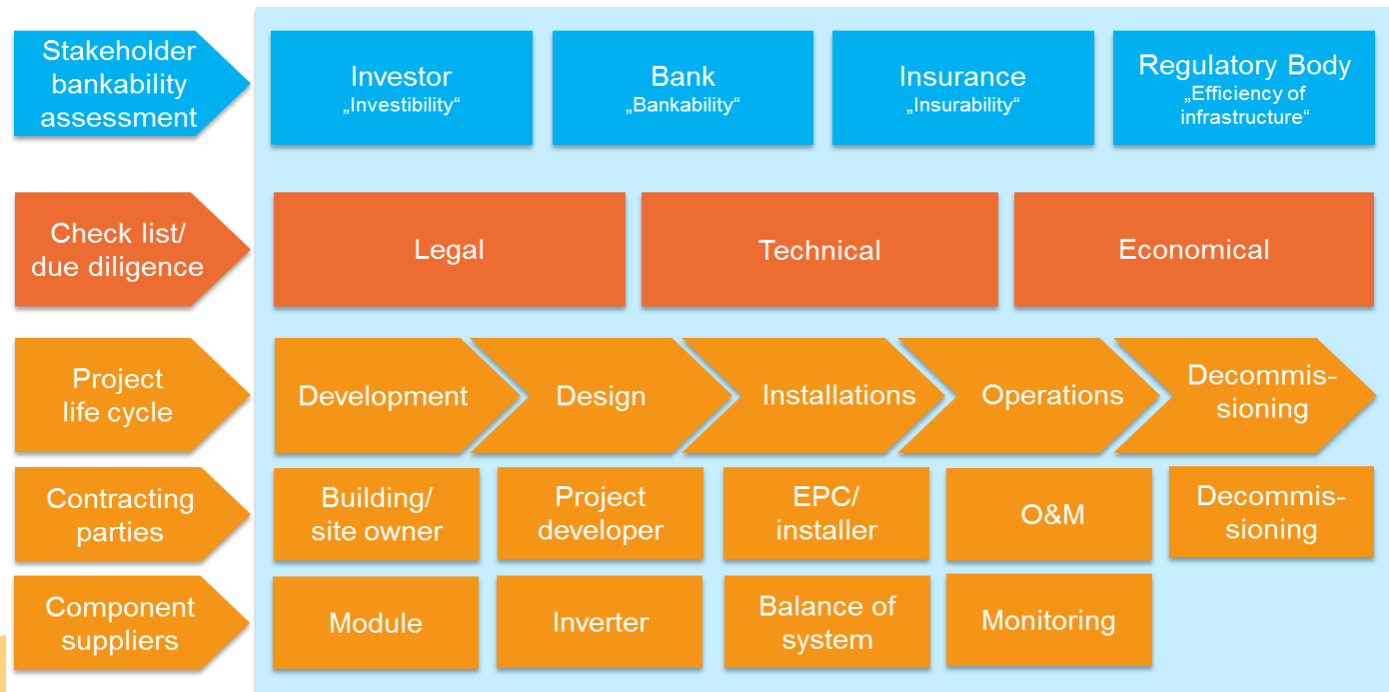 Stakeholder
bankability
assessment
Investor
„Investibility“
Bank
„Bankability“
Insurance
„Insurability“
Regulatory Body
„Efficiency of
infrastructure“
Check list/
due diligence
Legal
Technical
Economical
Project
life cycle
Development
Design
Installations
Operations
Decommis-
sioning
Contracting
parties
Building/
site owner
Project
developer
EPC/
installer
O&M
Decommis-
sioning
Component
suppliers
Module
Inverter
Balance of
system
Monitoring